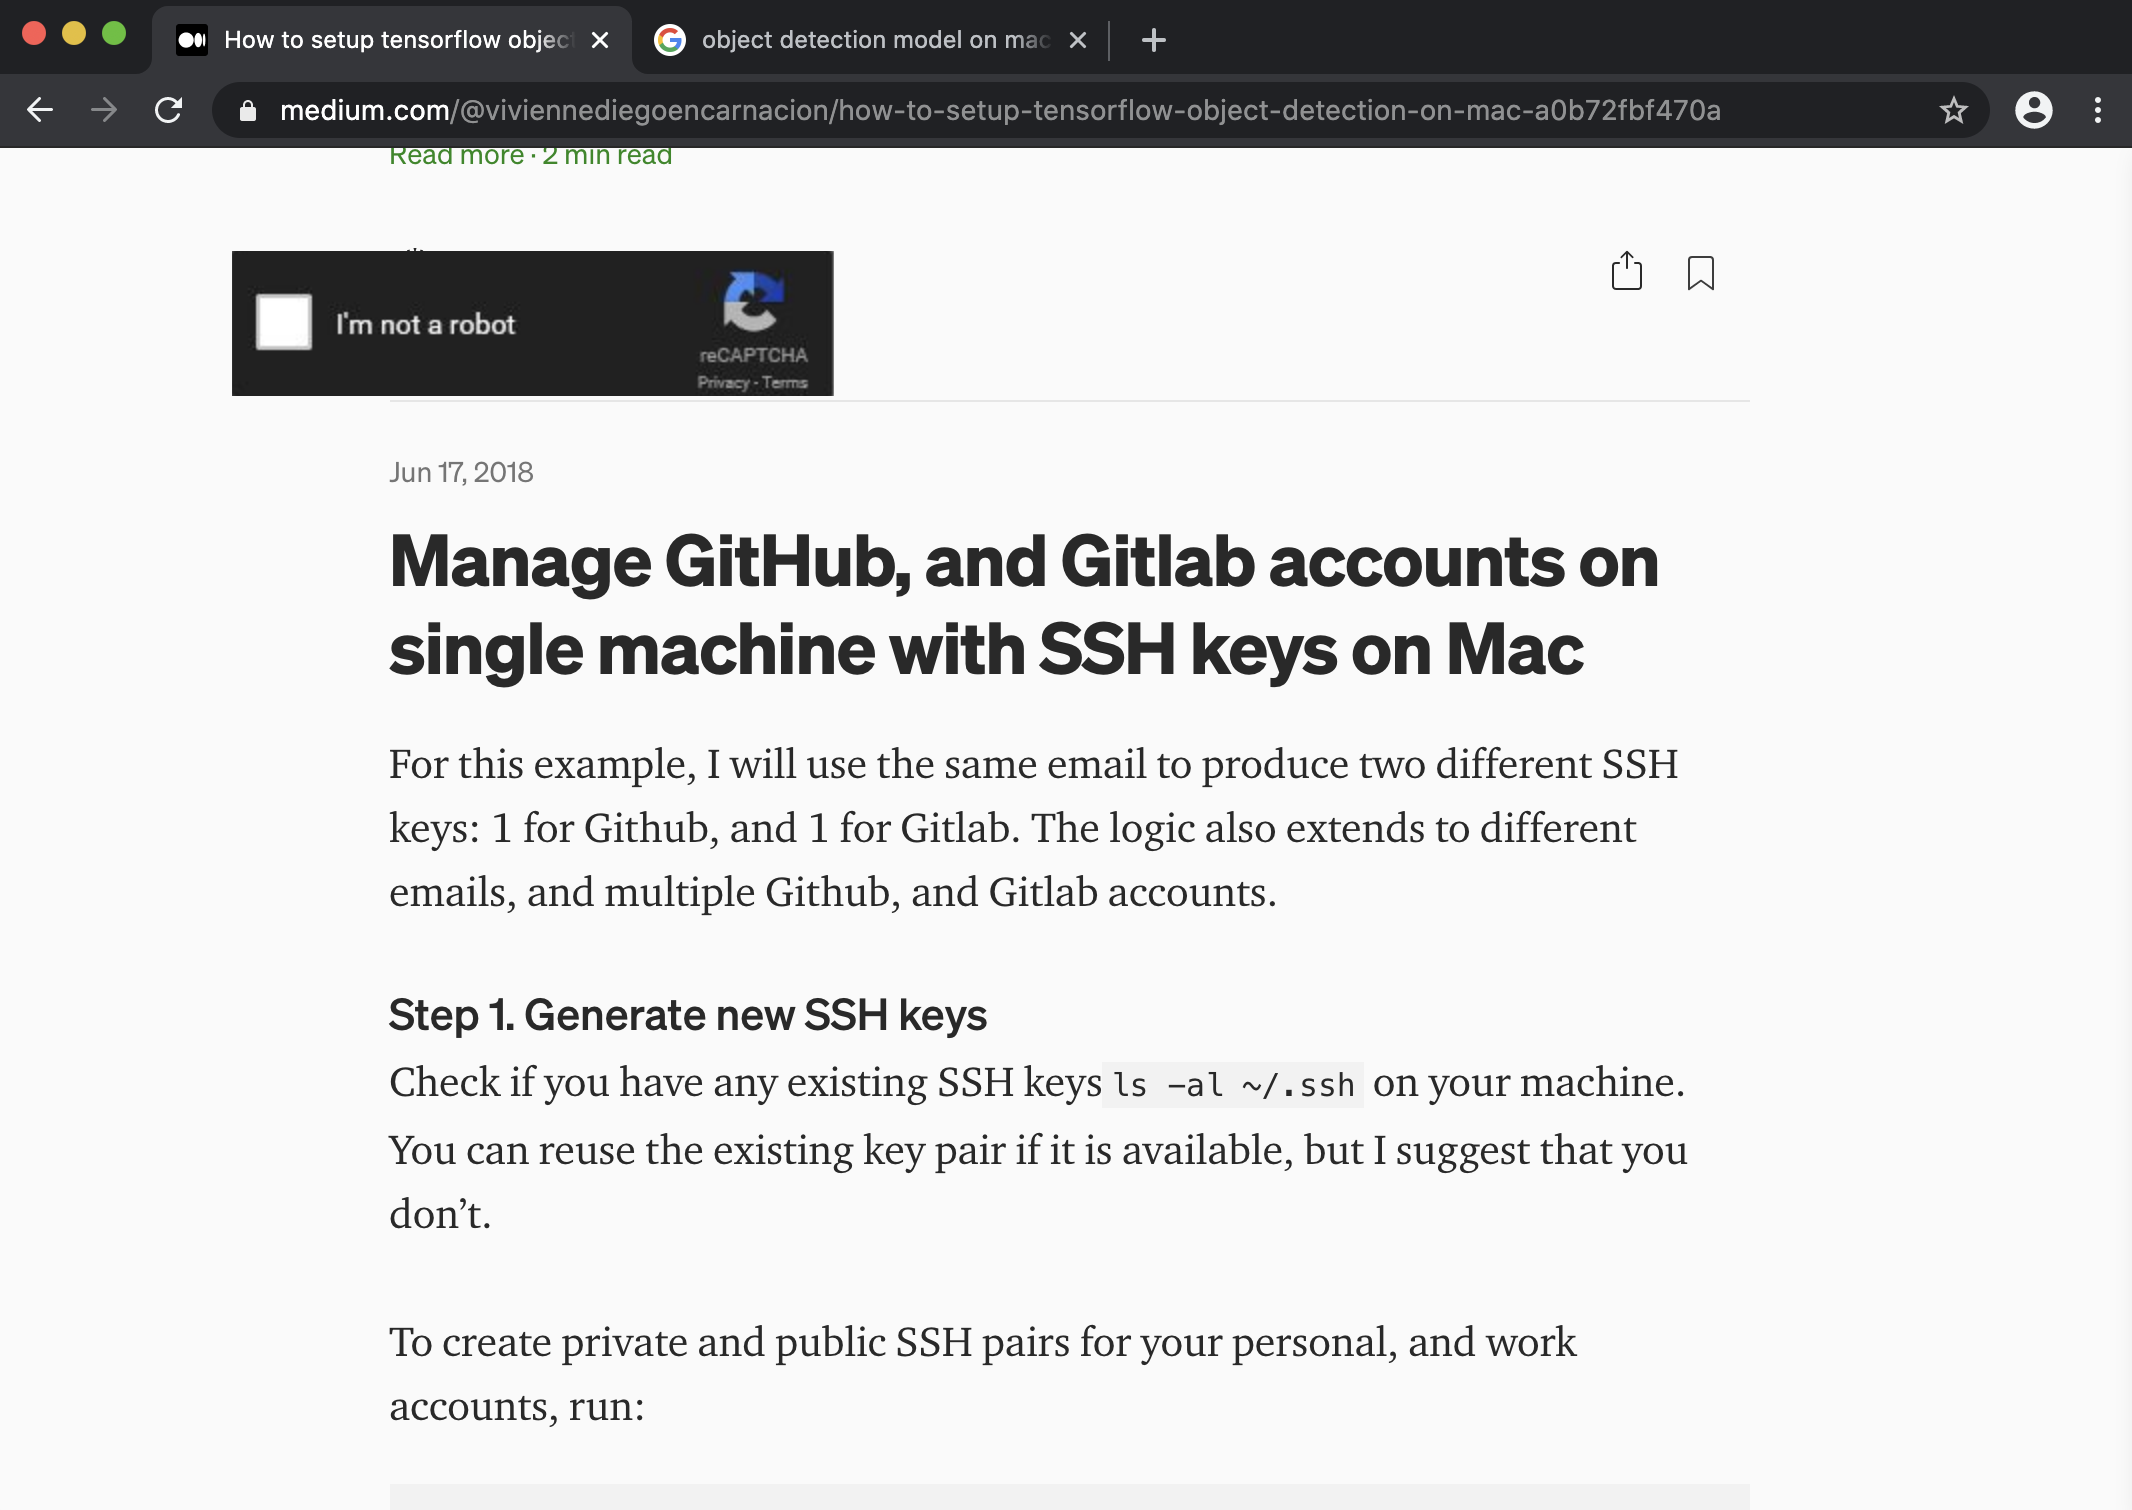 How to setup tensorflow objec
object detection model on mac
medium.com/@viviennediegoencarnacion/how-to-setup-tensorflow-object-detection-on-mac-a0b72fbf470a
Read more · 2 min read
I'm not a robot
reCAPTCHA
Privacy - Terms
Jun 17, 2018
Manage GitHub, and Gitlab accounts on
single machine with SSH keys on Mac
For this example, I will use the same email to produce two different SSH
keys: 1 for Github, and 1 for Gitlab. The logic also extends to different
emails, and multiple Github, and Gitlab accounts.
Step 1. Generate new SSH keys
Check if you have any existing SSH keys ls -al ~/.ssh on your machine.
You can reuse the existing key pair if it is available, but I suggest that you
don’t.
To create private and public SSH pairs for your personal, and work
accounts, run: